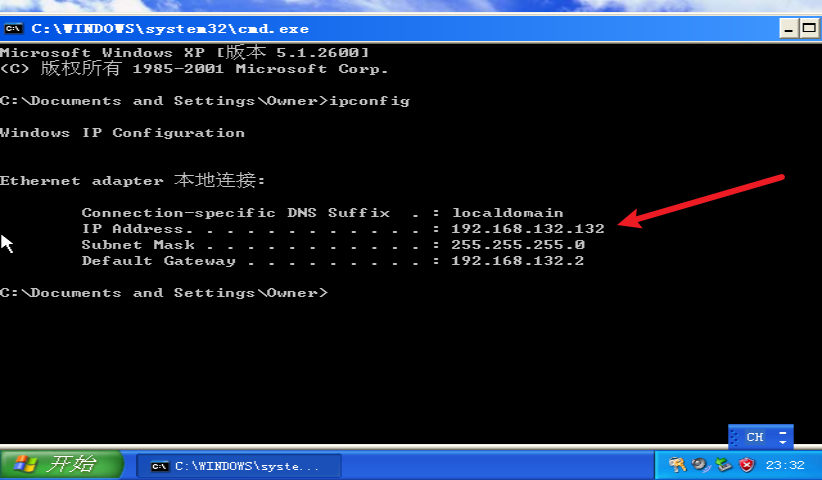 C:\WINDOWS\system32\cmd.exe
Microsoft Windows XP [版本 5.1.2600]
(C) 版权所有 1985-2001 Microsoft Corp.
C:\Documents and Settings\Owner>ipconfig
Windows IP Configuration
Ethernet adapter 本地连接:
Connection-specific DNS Suffix  . : localdomain
IP Address. . . . . . . . . . . . : 192.168.132.132
Subnet Mask . . . . . . . . . . . : 255.255.255.0
Default Gateway . . . . . . . . . : 192.168.132.2
C:\Documents and Settings\Owner>
CH
开始 C:\WINDOWS\syste... 23:32